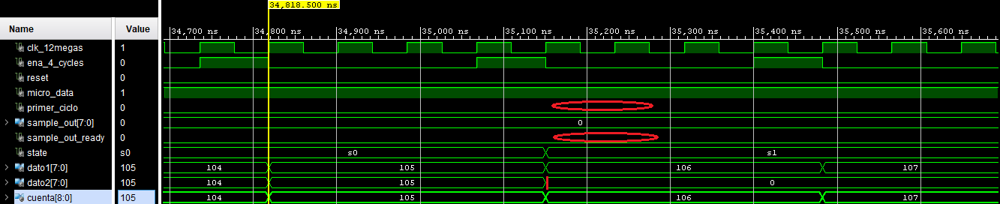 34,818.500 ns
Name Value
34,700 ns 34,800 ns 34,900 ns 35,000 ns 35,100 ns 35,200 ns 35,300 ns 35,400 ns 35,500 ns 35,600 ns
clk_12megas 1
ena_4_cycles 0
reset 0
micro_data 1
primer_ciclo 0
sample_out[7:0] 0 0
sample_out_ready 0
state s0 s0 s1
dato1[7:0] 105 104 105 106 107
dato2[7:0] 105 104 105 0
cuenta[8:0] 105 104 105 106 107